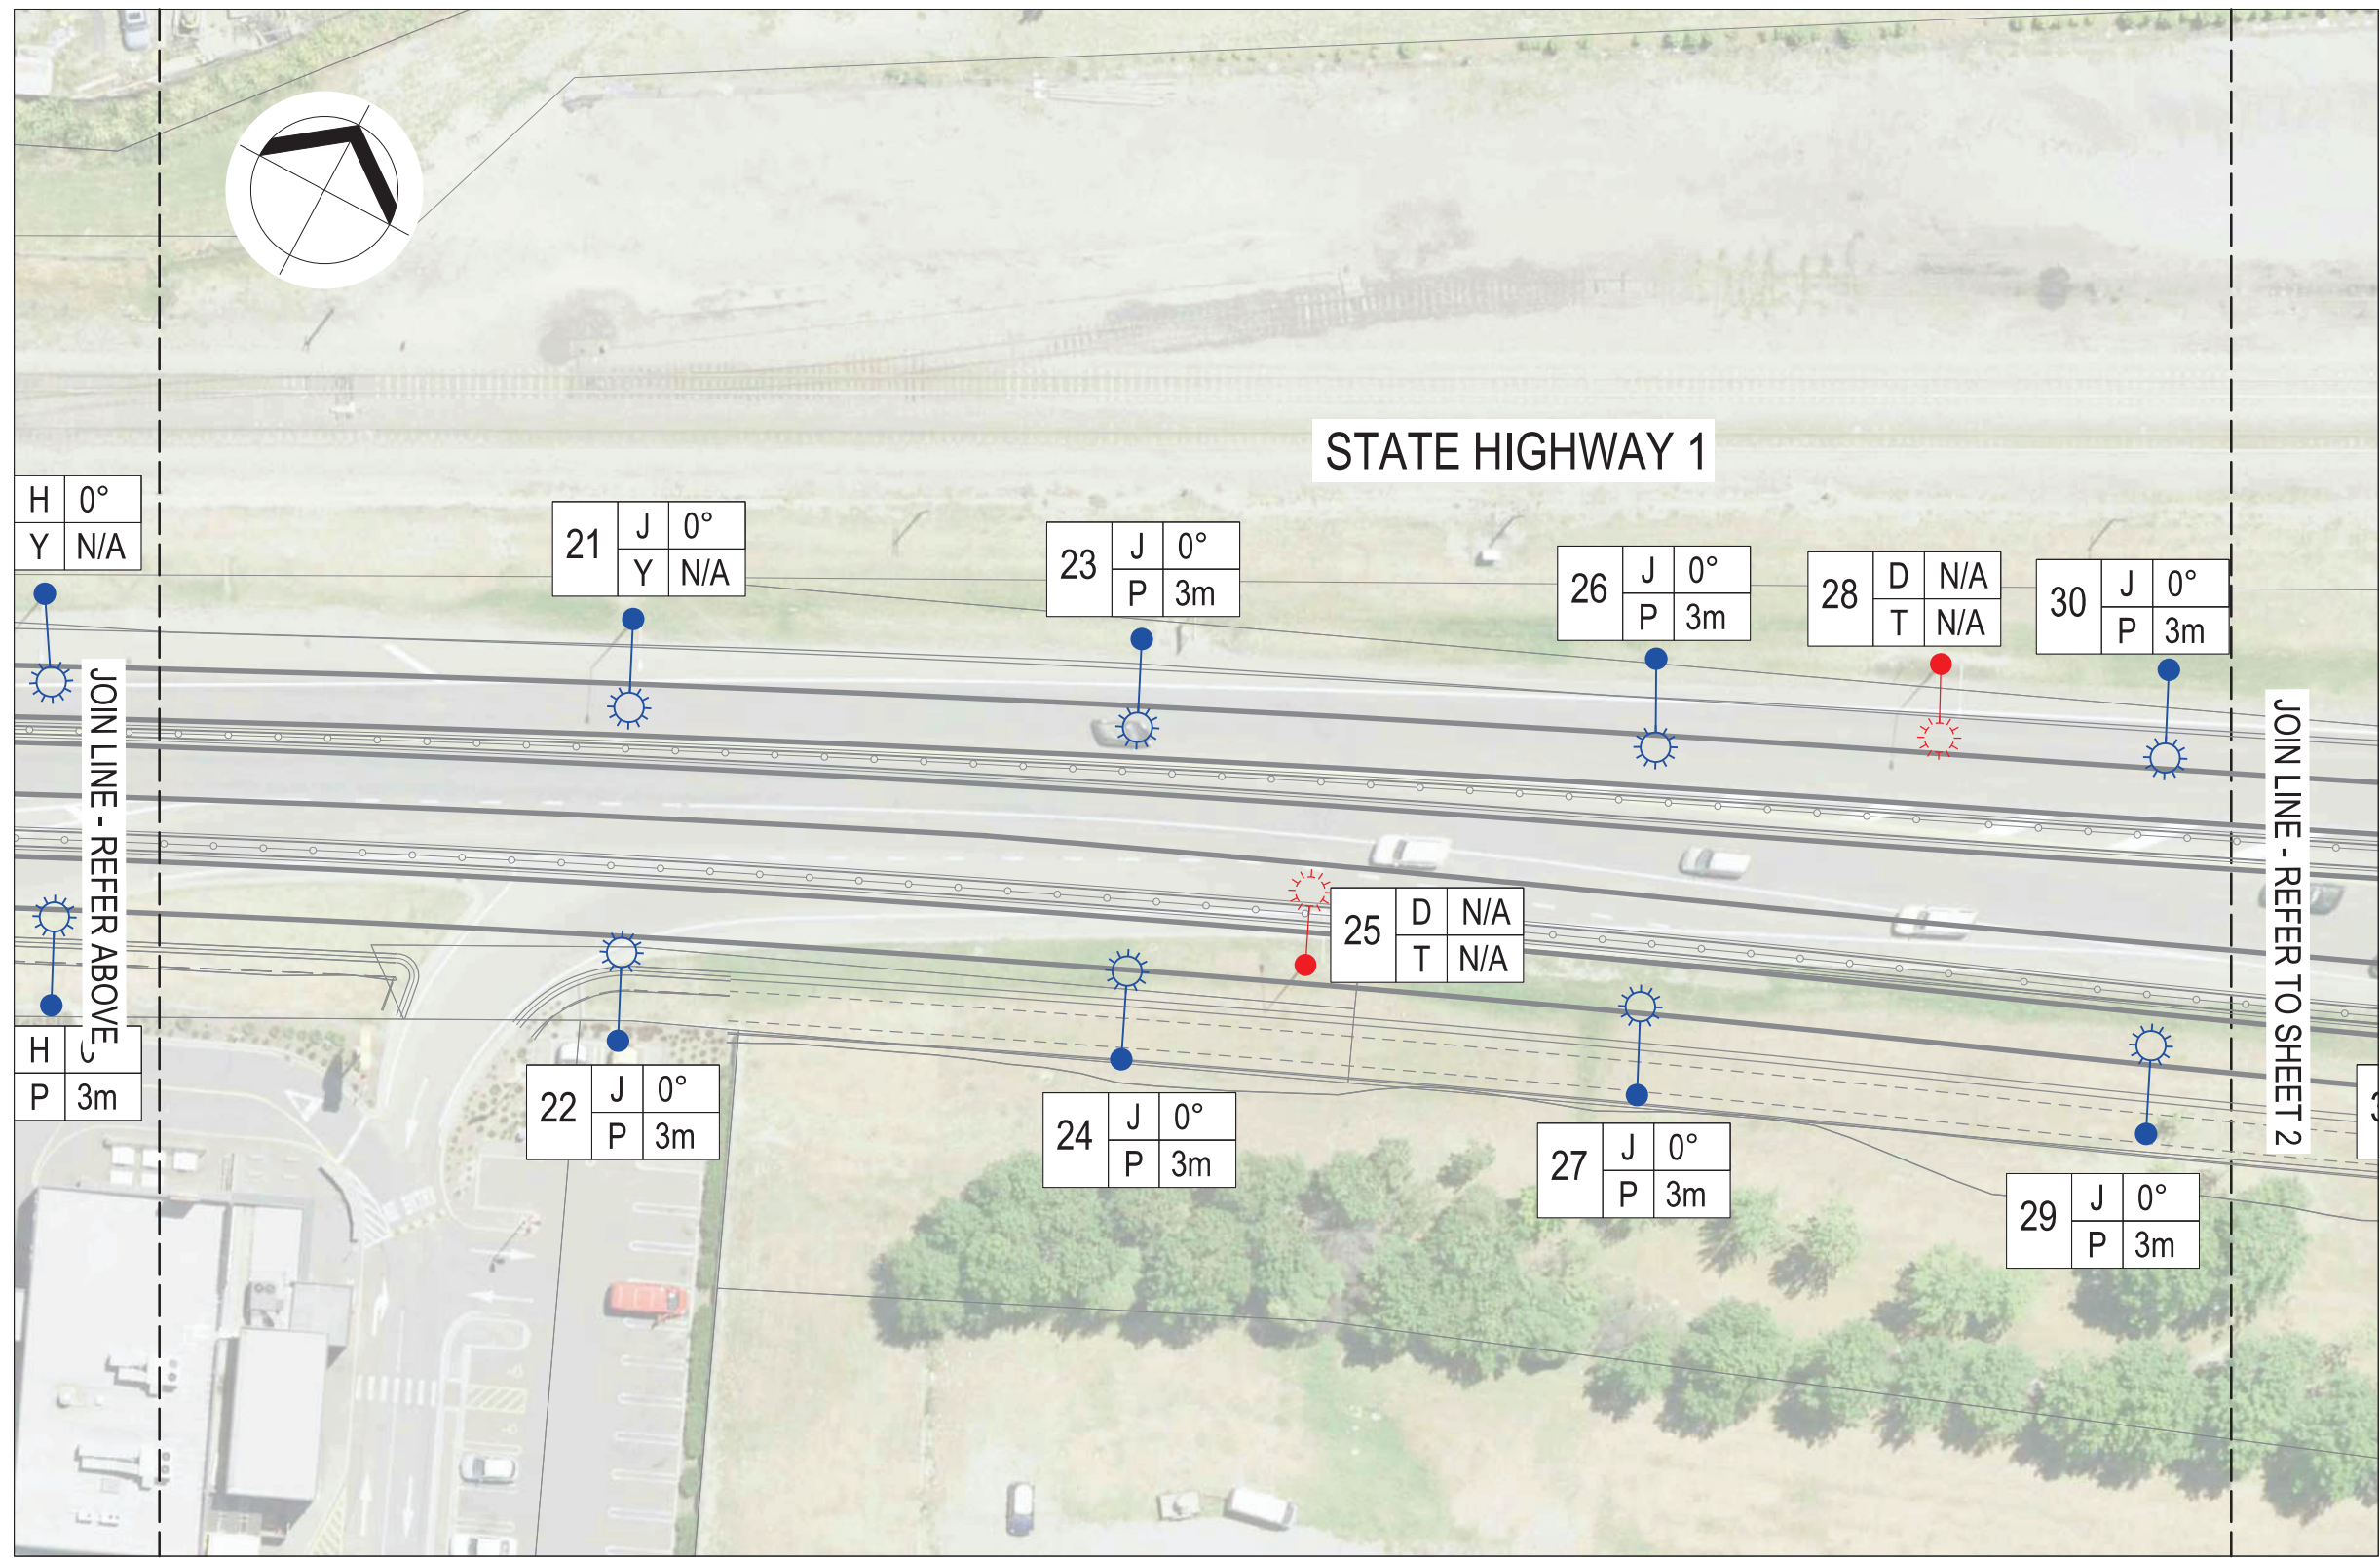 STATE HIGHWAY 1
H 0°
Y N/A
21 J 0°
Y N/A
23 J 0°
P 3m
26 J 0°
P 3m
28 D N/A
T N/A
30 J 0°
P 3m
JOIN LINE - REFER ABOVE
JOIN LINE - REFER TO SHEET 2
25 D N/A
T N/A
H
P 3m
22 J 0°
P 3m
24 J 0°
P 3m
27 J 0°
P 3m
29 J 0°
P 3m